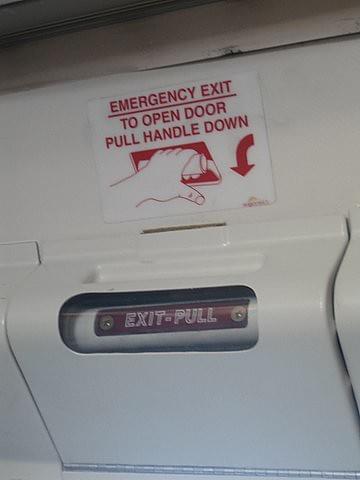 EMERGENCY EXIT
TO OPEN DOOR
PULL HANDLE DOWN
EXIT-PULL